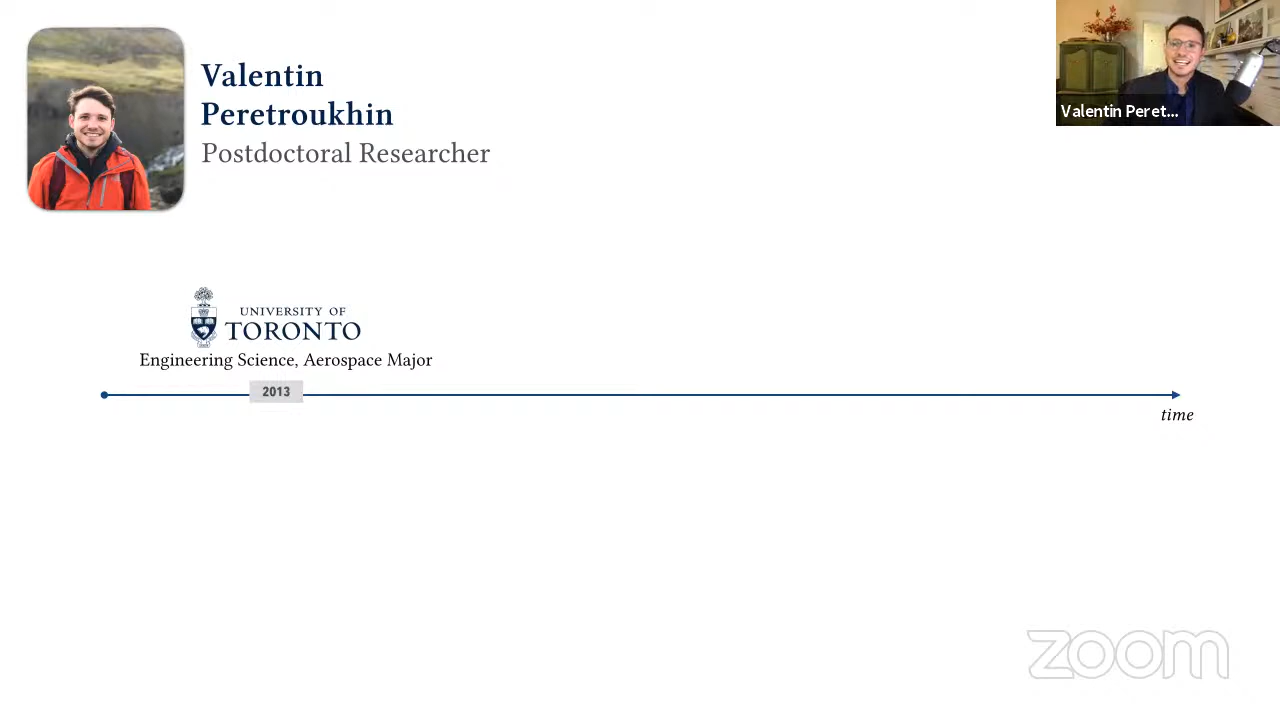 Valentin
Peretroukhin
Postdoctoral Researcher
Valentin Peret...
UNIVERSITY OF
TORONTO
Engineering Science, Aerospace Major
2013
time
zoom